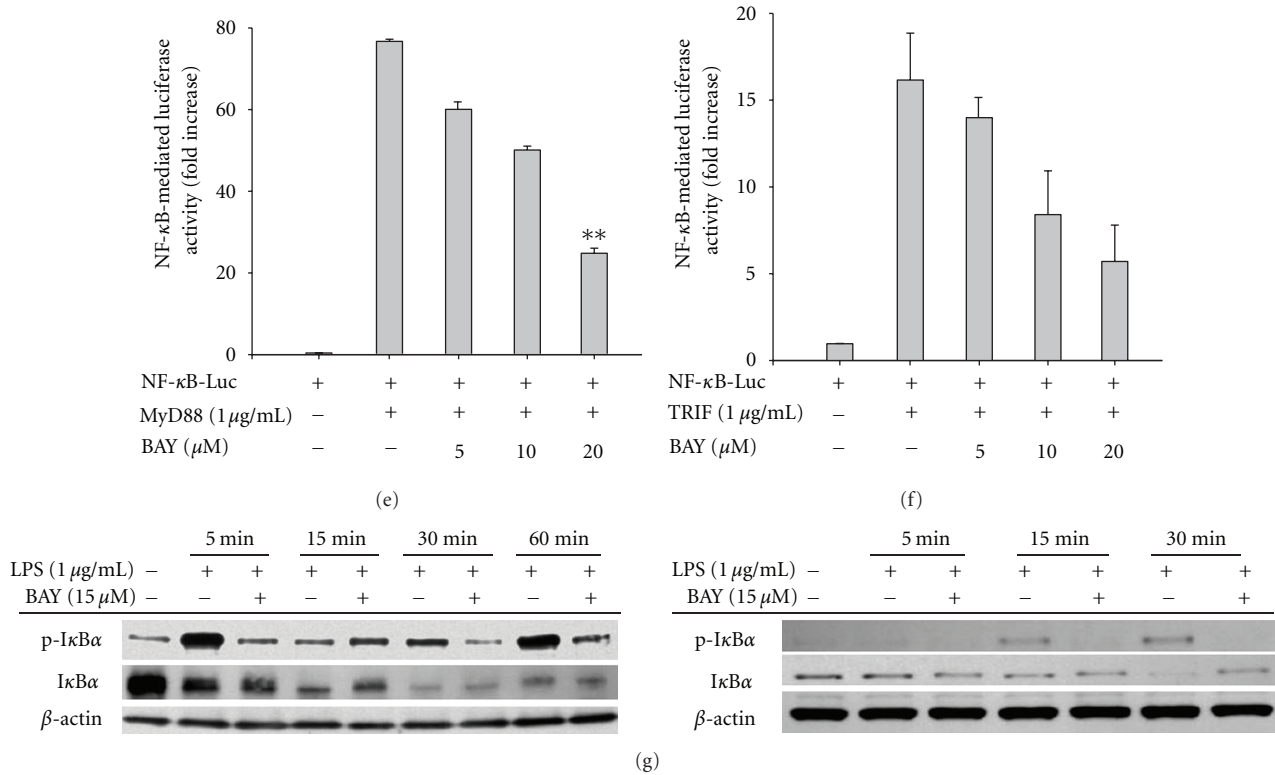 NF-κB-mediated luciferase
activity (fold increase)
80
60
40
20
0
**
NF-κB-Luc + + + + +
MyD88 (1 μg/mL) − + + + +
BAY (μM) − − 5 10 20
(e)
NF-κB-mediated luciferase
activity (fold increase)
20
15
10
5
0
NF-κB-Luc + + + + +
TRIF (1 μg/mL) − + + + +
BAY (μM) − − 5 10 20
(f)
5 min 15 min 30 min 60 min
LPS (1 μg/mL) − + + + + + + + +
BAY (15 μM) − − + − + − + − +
p-IκBα
IκBα
β-actin
5 min 15 min 30 min
LPS (1 μg/mL) − + + + + + +
BAY (15 μM) − − + − + − +
p-IκBα
IκBα
β-actin
(g)